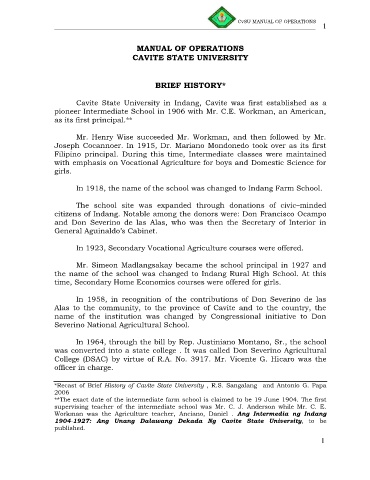 CvSU MANUAL OF OPERATIONS
1
MANUAL OF OPERATIONS
CAVITE STATE UNIVERSITY
BRIEF HISTORY*
Cavite State University in Indang, Cavite was first established as a
pioneer Intermediate School in 1906 with Mr. C.E. Workman, an American,
as its first principal.**
Mr. Henry Wise succeeded Mr. Workman, and then followed by Mr.
Joseph Cocannoer. In 1915, Dr. Mariano Mondonedo took over as its first
Filipino principal. During this time, Intermediate classes were maintained
with emphasis on Vocational Agriculture for boys and Domestic Science for
girls.
In 1918, the name of the school was changed to Indang Farm School.
The school site was expanded through donations of civic–minded
citizens of Indang. Notable among the donors were: Don Francisco Ocampo
and Don Severino de las Alas, who was then the Secretary of Interior in
General Aguinaldo's Cabinet.
In 1923, Secondary Vocational Agriculture courses were offered.
Mr. Simeon Madlangsakay became the school principal in 1927 and
the name of the school was changed to Indang Rural High School. At this
time, Secondary Home Economics courses were offered for girls.
In 1958, in recognition of the contributions of Don Severino de las
Alas to the community, to the province of Cavite and to the country, the
name of the institution was changed by Congressional initiative to Don
Severino National Agricultural School.
In 1964, through the bill by Rep. Justiniano Montano, Sr., the school
was converted into a state college . It was called Don Severino Agricultural
College (DSAC) by virtue of R.A. No. 3917. Mr. Vicente G. Hicaro was the
officer in charge.
*Recast of Brief History of Cavite State University , R.S. Sangalang and Antonio G. Papa
2006
**The exact date of the intermediate farm school is claimed to be 19 June 1904. The first
supervising teacher of the intermediate school was Mr. C. J. Anderson while Mr. C. E.
Workman was the Agriculture teacher, Anciano, Daniel . Ang Intermedia ng Indang
1904-1927: Ang Unang Dalawang Dekada Ng Cavite State University, to be
published.
1